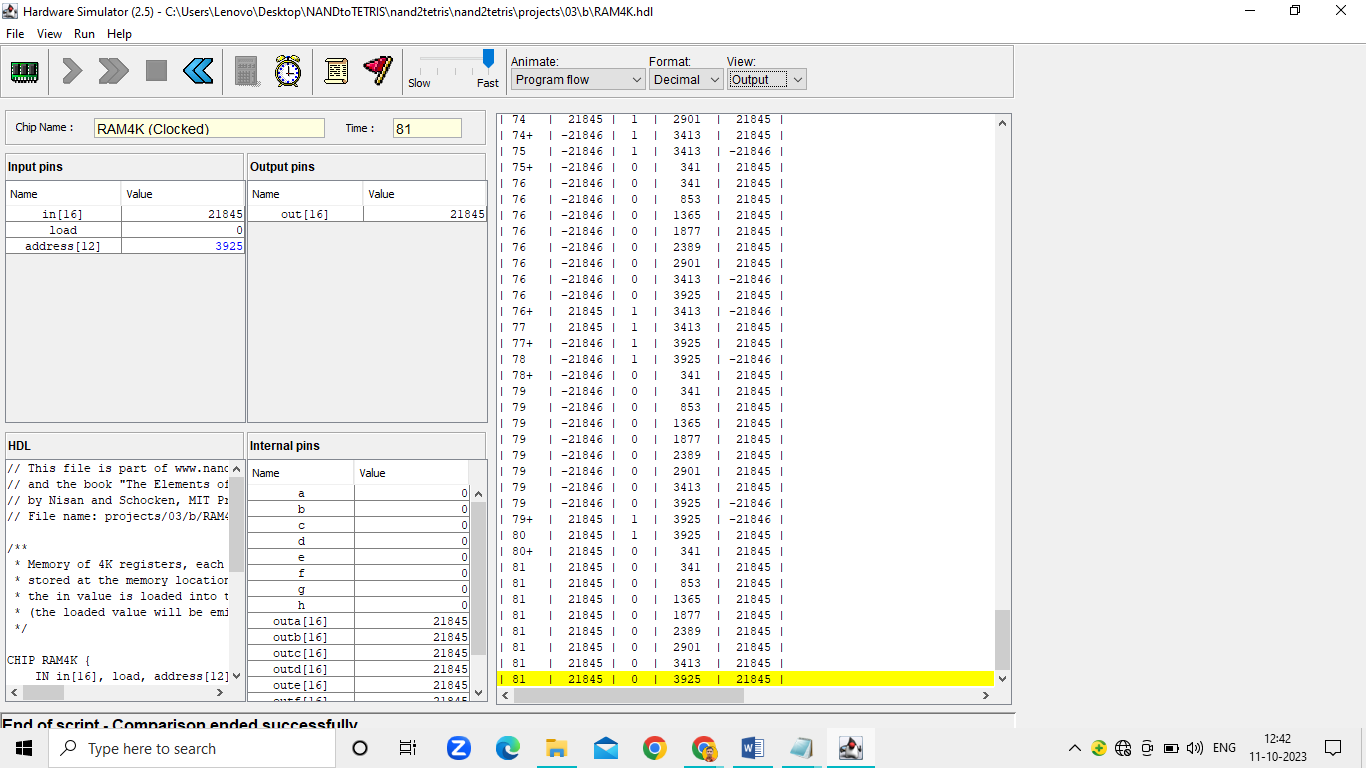 Hardware Simulator (2.5) - C:\Users\Lenovo\Desktop\NANDtoTETRIS\nand2tetris\nand2tetris\projects\03\b\RAM4K.hdl
File View Run Help
Slow Fast
Animate: Format: View:
Program flow Decimal Output
Chip Name : RAM4K (Clocked) Time : 81
Input pins
Name Value
in[16] 21845
load 0
address[12] 3925
Output pins
Name Value
out[16] 21845
HDL
// This file is part of www.nand
// and the book "The Elements of
// by Nisan and Schocken, MIT Pr
// File name: projects/03/b/RAM4
/**
* Memory of 4K registers, each
* stored at the memory location
* the in value is loaded into t
* (the loaded value will be emi
*/
CHIP RAM4K {
IN in[16], load, address[12]
Internal pins
Name Value
a 0
b 0
c 0
d 0
e 0
f 0
g 0
h 0
outa[16] 21845
outb[16] 21845
outc[16] 21845
outd[16] 21845
oute[16] 21845
outf[16] 21845
| 74 | 21845 | 1 | 2901 | 21845 |
| 74+ | -21846 | 1 | 3413 | 21845 |
| 75 | -21846 | 1 | 3413 | -21846 |
| 75+ | -21846 | 0 | 341 | 21845 |
| 76 | -21846 | 0 | 341 | 21845 |
| 76 | -21846 | 0 | 853 | 21845 |
| 76 | -21846 | 0 | 1365 | 21845 |
| 76 | -21846 | 0 | 1877 | 21845 |
| 76 | -21846 | 0 | 2389 | 21845 |
| 76 | -21846 | 0 | 2901 | 21845 |
| 76 | -21846 | 0 | 3413 | -21846 |
| 76 | -21846 | 0 | 3925 | 21845 |
| 76+ | 21845 | 1 | 3413 | -21846 |
| 77 | 21845 | 1 | 3413 | 21845 |
| 77+ | -21846 | 1 | 3925 | 21845 |
| 78 | -21846 | 1 | 3925 | -21846 |
| 78+ | -21846 | 0 | 341 | 21845 |
| 79 | -21846 | 0 | 341 | 21845 |
| 79 | -21846 | 0 | 853 | 21845 |
| 79 | -21846 | 0 | 1365 | 21845 |
| 79 | -21846 | 0 | 1877 | 21845 |
| 79 | -21846 | 0 | 2389 | 21845 |
| 79 | -21846 | 0 | 2901 | 21845 |
| 79 | -21846 | 0 | 3413 | 21845 |
| 79 | -21846 | 0 | 3925 | -21846 |
| 79+ | 21845 | 1 | 3925 | -21846 |
| 80 | 21845 | 1 | 3925 | 21845 |
| 80+ | 21845 | 0 | 341 | 21845 |
| 81 | 21845 | 0 | 341 | 21845 |
| 81 | 21845 | 0 | 853 | 21845 |
| 81 | 21845 | 0 | 1365 | 21845 |
| 81 | 21845 | 0 | 1877 | 21845 |
| 81 | 21845 | 0 | 2389 | 21845 |
| 81 | 21845 | 0 | 2901 | 21845 |
| 81 | 21845 | 0 | 3413 | 21845 |
| 81 | 21845 | 0 | 3925 | 21845 |
End of script - Comparison ended successfully
Type here to search
ENG
12:42
11-10-2023